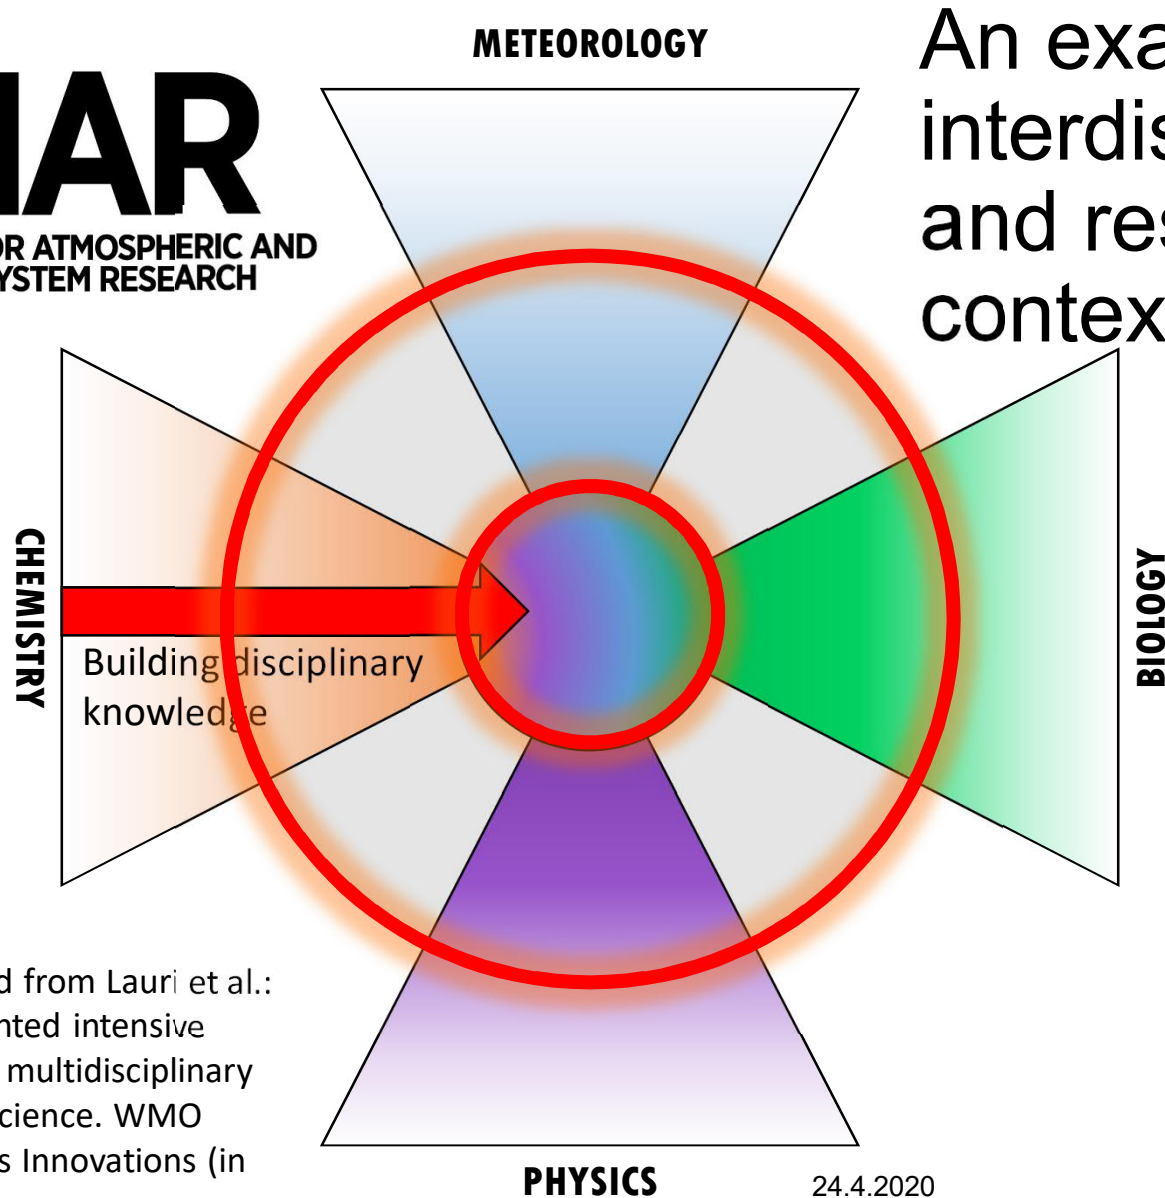 METEOROLOGY
An exa
interdis
and res
contex
IAR
OR ATMOSPHERIC AND
YSTEM RESEARCH
CHEMISTRY
Building disciplinary
knowledge
BIOLOGY
d from Lauri et al.:
nted intensive
multidisciplinary
cience. WMO
s Innovations (in
PHYSICS
24.4.2020